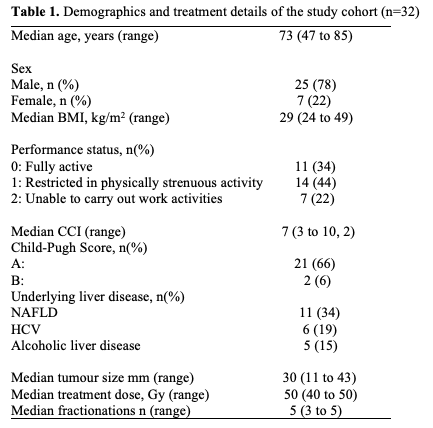 Table 1. Demographics and treatment details of the study cohort (n=32)
Median age, years (range) 73 (47 to 85)
Sex
Male, n (%) 25 (78)
Female, n (%) 7 (22)
Median BMI, kg/m² (range) 29 (24 to 49)
Performance status, n(%)
0: Fully active 11 (34)
1: Restricted in physically strenuous activity 14 (44)
2: Unable to carry out work activities 7 (22)
Median CCI (range) 7 (3 to 10, 2)
Child-Pugh Score, n(%)
A: 21 (66)
B: 2 (6)
Underlying liver disease, n(%)
NAFLD 11 (34)
HCV 6 (19)
Alcoholic liver disease 5 (15)
Median tumour size mm (range) 30 (11 to 43)
Median treatment dose, Gy (range) 50 (40 to 50)
Median fractionations n (range) 5 (3 to 5)